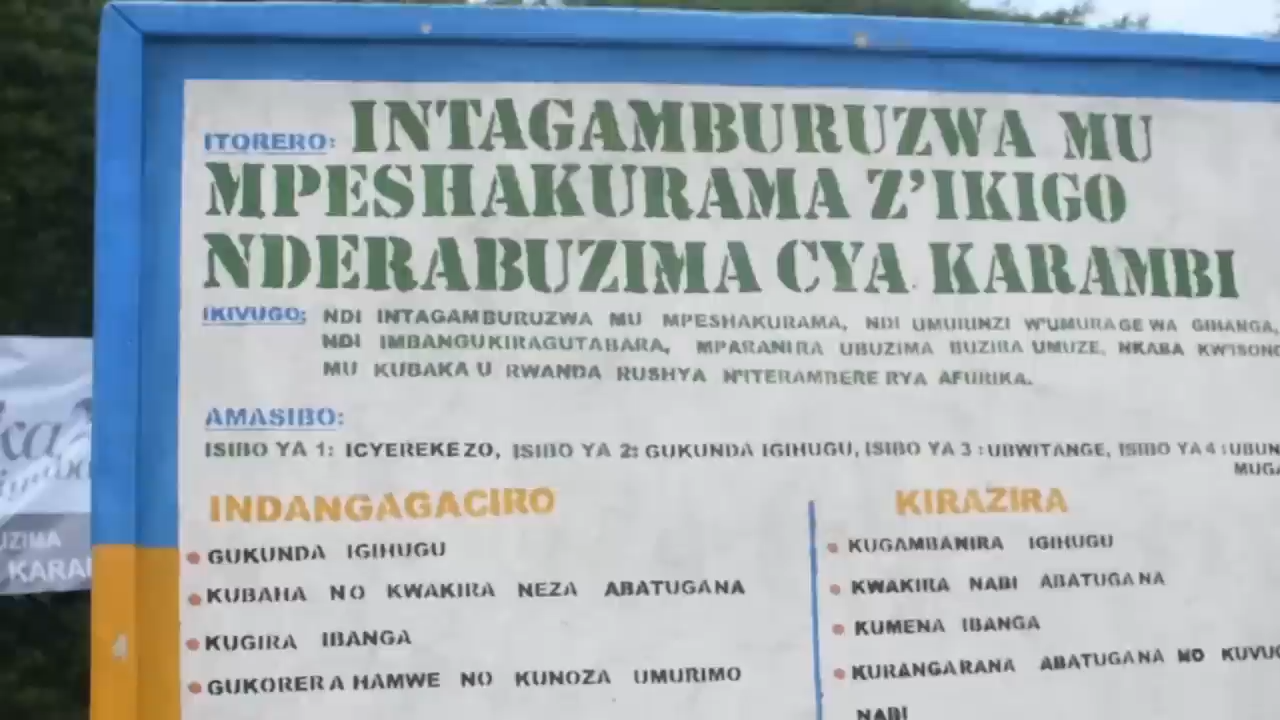 ITORERO: INTAGAMBURUZWA MU
MPESHAKURAMA Z'IKIGO
NDERABUZIMA CYA KARAMBI
IKIVUGO: NDI INTAGAMBURUZWA MU MPESHAKURAMA, NDI UMURINZI W'UMURAGE WA GIHANGA,
NDI IMBANGUKIRAGUTABARA, MPARANIRA UBUZIMA BUZIRA UMUZE, NKABA
MU KUBAKA U RWANDA RUSHYA N'ITERAMBERE RYA AFURIKA.
AMASIBO:
ISIBO YA 1: ICYEREKEZO, ISIBO YA 2: GUKUNDA IGIHUGU, ISIBO YA 3 : UBWITANGE, ISIBO YA 4 :
INDANGAGACIRO
GUKUNDA IGIHUGU
KUBAHA NO KWAKIRA NEZA ABATUGANA
KUGIRA IBANGA
GUKORERA HAMWE NO KUNOZA UMURIMO
KIRAZIRA
KUGAMBANIRA IGIHUGU
KWAKIRA NABI ABATUGANA
KUMENA IBANGA
KURANGARANA ABATUGANA NO
NABI